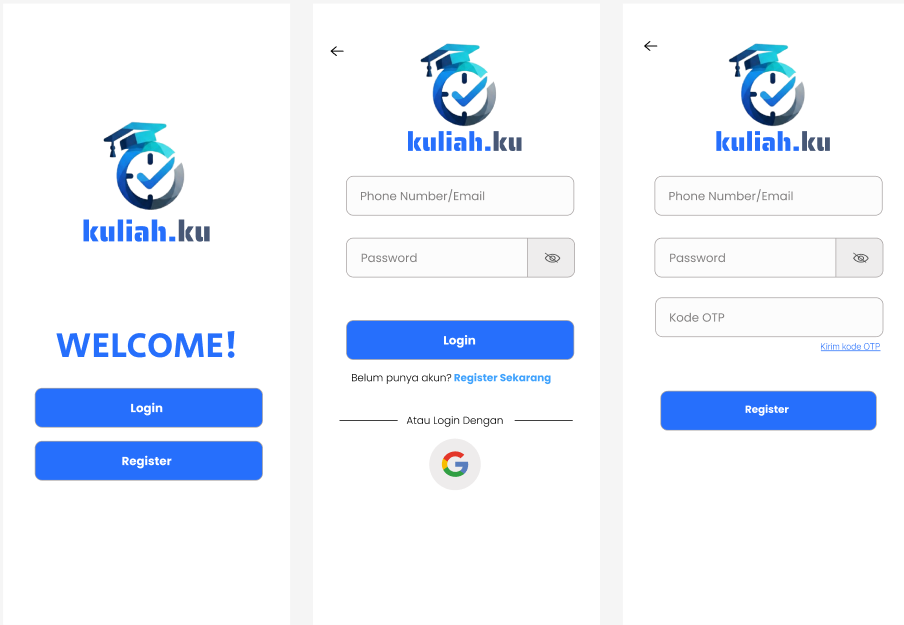 kuliah.ku
WELCOME!
Login
Register
kuliah.ku
Phone Number/Email
Password
Login
Belum punya akun? Register Sekarang
Atau Login Dengan
G
kuliah.ku
Phone Number/Email
Password
Kode OTP
Kirim kode OTP
Register